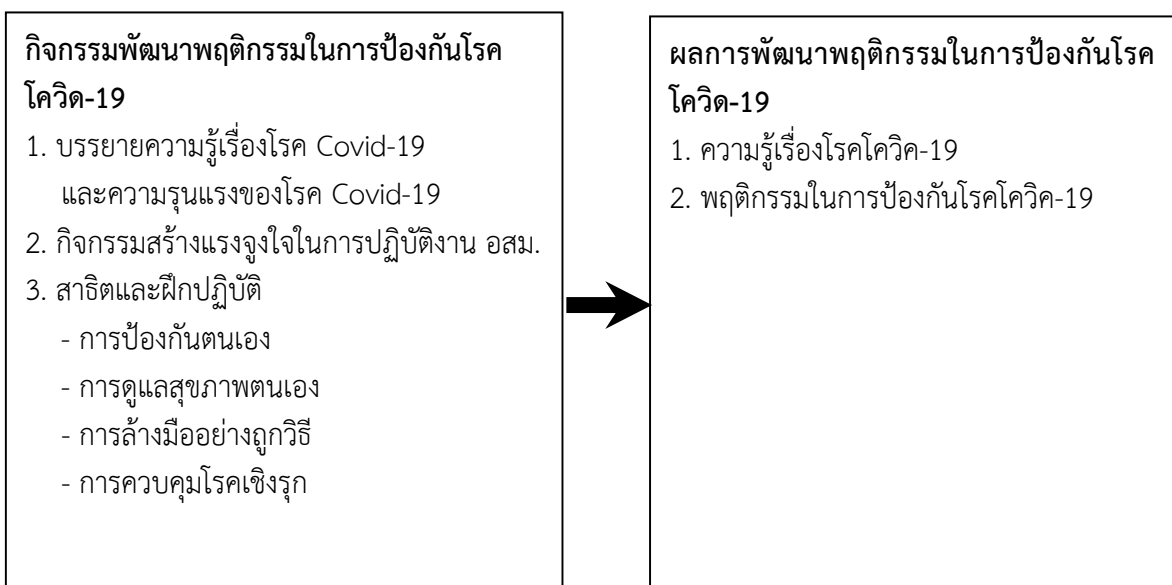 กิจกรรมพัฒนาพฤติกรรมในการป้องกันโรค
โควิด-19
1. บรรยายความรู้เรื่องโรค Covid-19
และความรุนแรงของโรค Covid-19
2. กิจกรรมสร้างแรงจูงใจในการปฏิบัติงาน อสม.
3. สาธิตและฝึกปฏิบัติ
- การป้องกันตนเอง
- การดูแลสุขภาพตนเอง
- การล้างมืออย่างถูกวิธี
- การควบคุมโรคเชิงรุก
ผลการพัฒนาพฤติกรรมในการป้องกันโรค
โควิด-19
1. ความรู้เรื่องโรคโควิค-19
2. พฤติกรรมในการป้องกันโรคโควิค-19